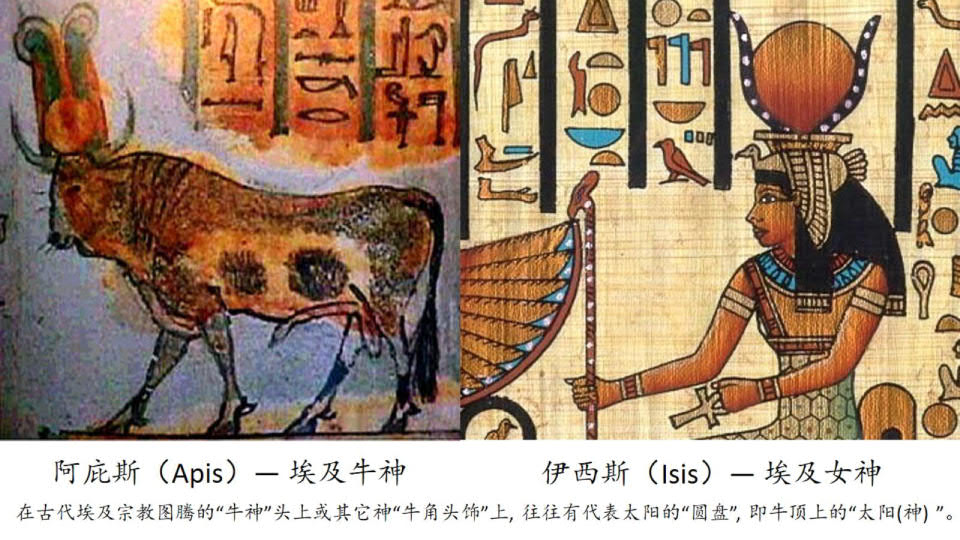 阿庇斯（Apis）— 埃及牛神
伊西斯（Isis）— 埃及女神
在古代埃及宗教图腾的“牛神”头上或其它神“牛角头饰”上, 往往有代表太阳的“圆盘”, 即牛顶上的“太阳(神) ”。